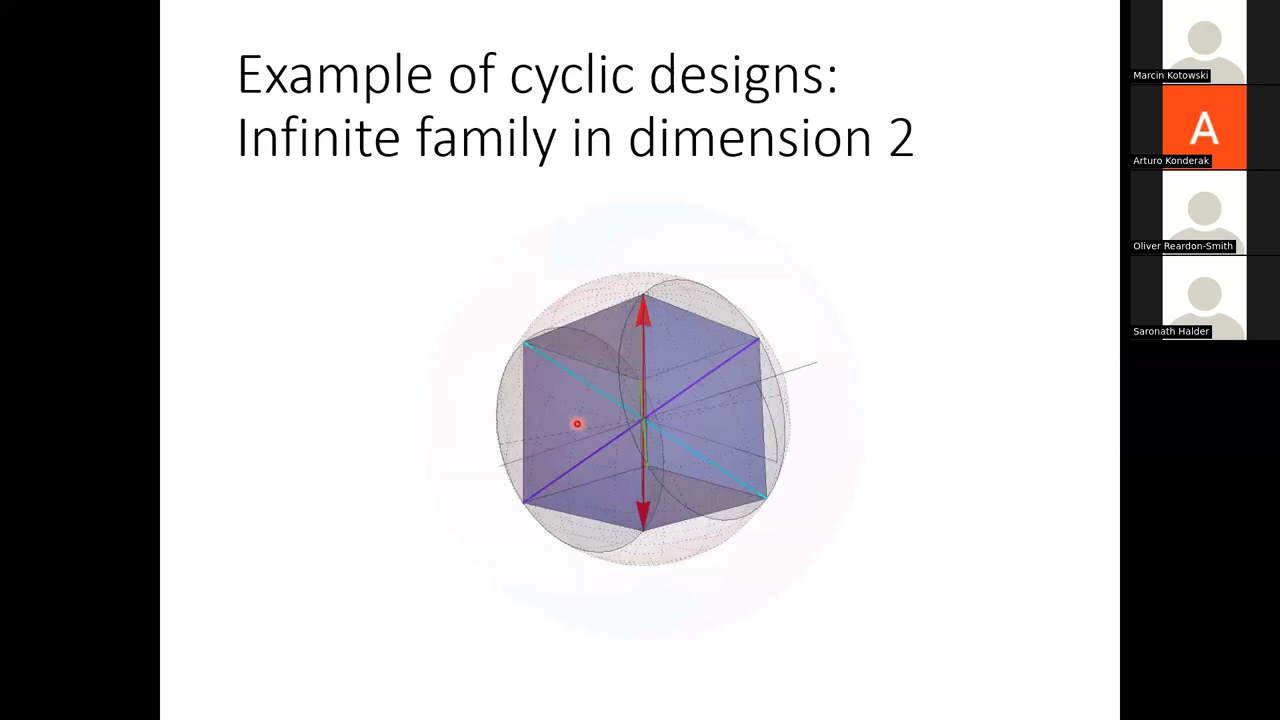 Example of cyclic designs:
Infinite family in dimension 2
Marcin Kotowski
A
Arturo Konderak
Oliver Reardon-Smith
Saronath Halder